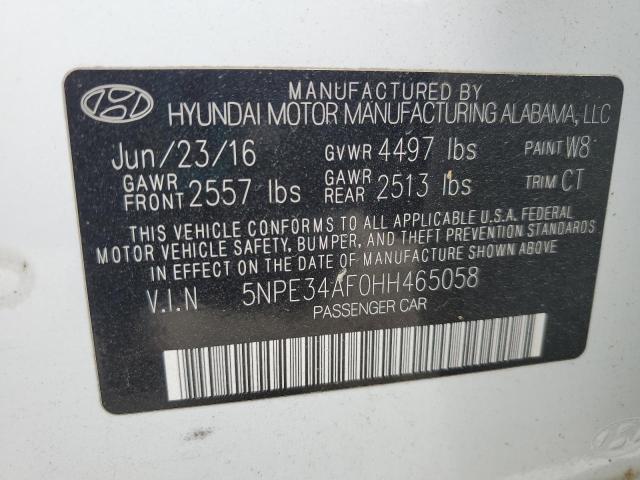 MANUFACTURED BY
HYUNDAI MOTOR MANUFACTURING ALABAMA, LLC
Jun/23/16 GVWR 4497 lbs PAINT W8
GAWR FRONT 2557 lbs GAWR REAR 2513 lbs TRIM CT
THIS VEHICLE CONFORMS TO ALL APPLICABLE U.S.A. FEDERAL
MOTOR VEHICLE SAFETY, BUMPER, AND THEFT PREVENTION STANDARDS
IN EFFECT ON THE DATE OF MANUFACTURE SHOWN ABOVE.
V.I.N 5NPE34AF0HH465058
PASSENGER CAR